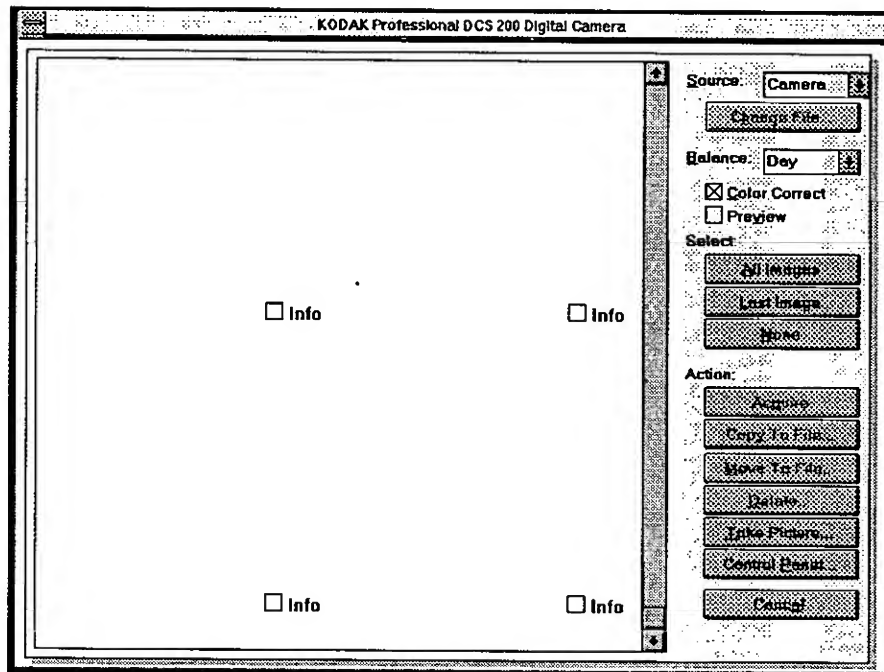 KODAK Professional DCS 200 Digital Camera
Source: Camera
Change File...
Balance: Day
Color Correct
Preview
Select
All Images
Last Image
None
Info Info
Action:
Acquire
Copy To File...
Move To File...
Delete
Take Picture...
Control Panel...
Info Info
Cancel